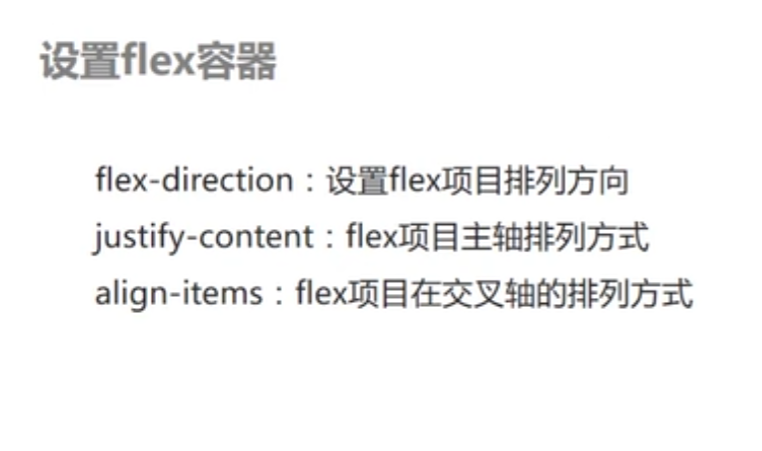 设置flex容器
flex-direction：设置flex项目排列方向
justify-content：flex项目主轴排列方式
align-items：flex项目在交叉轴的排列方式